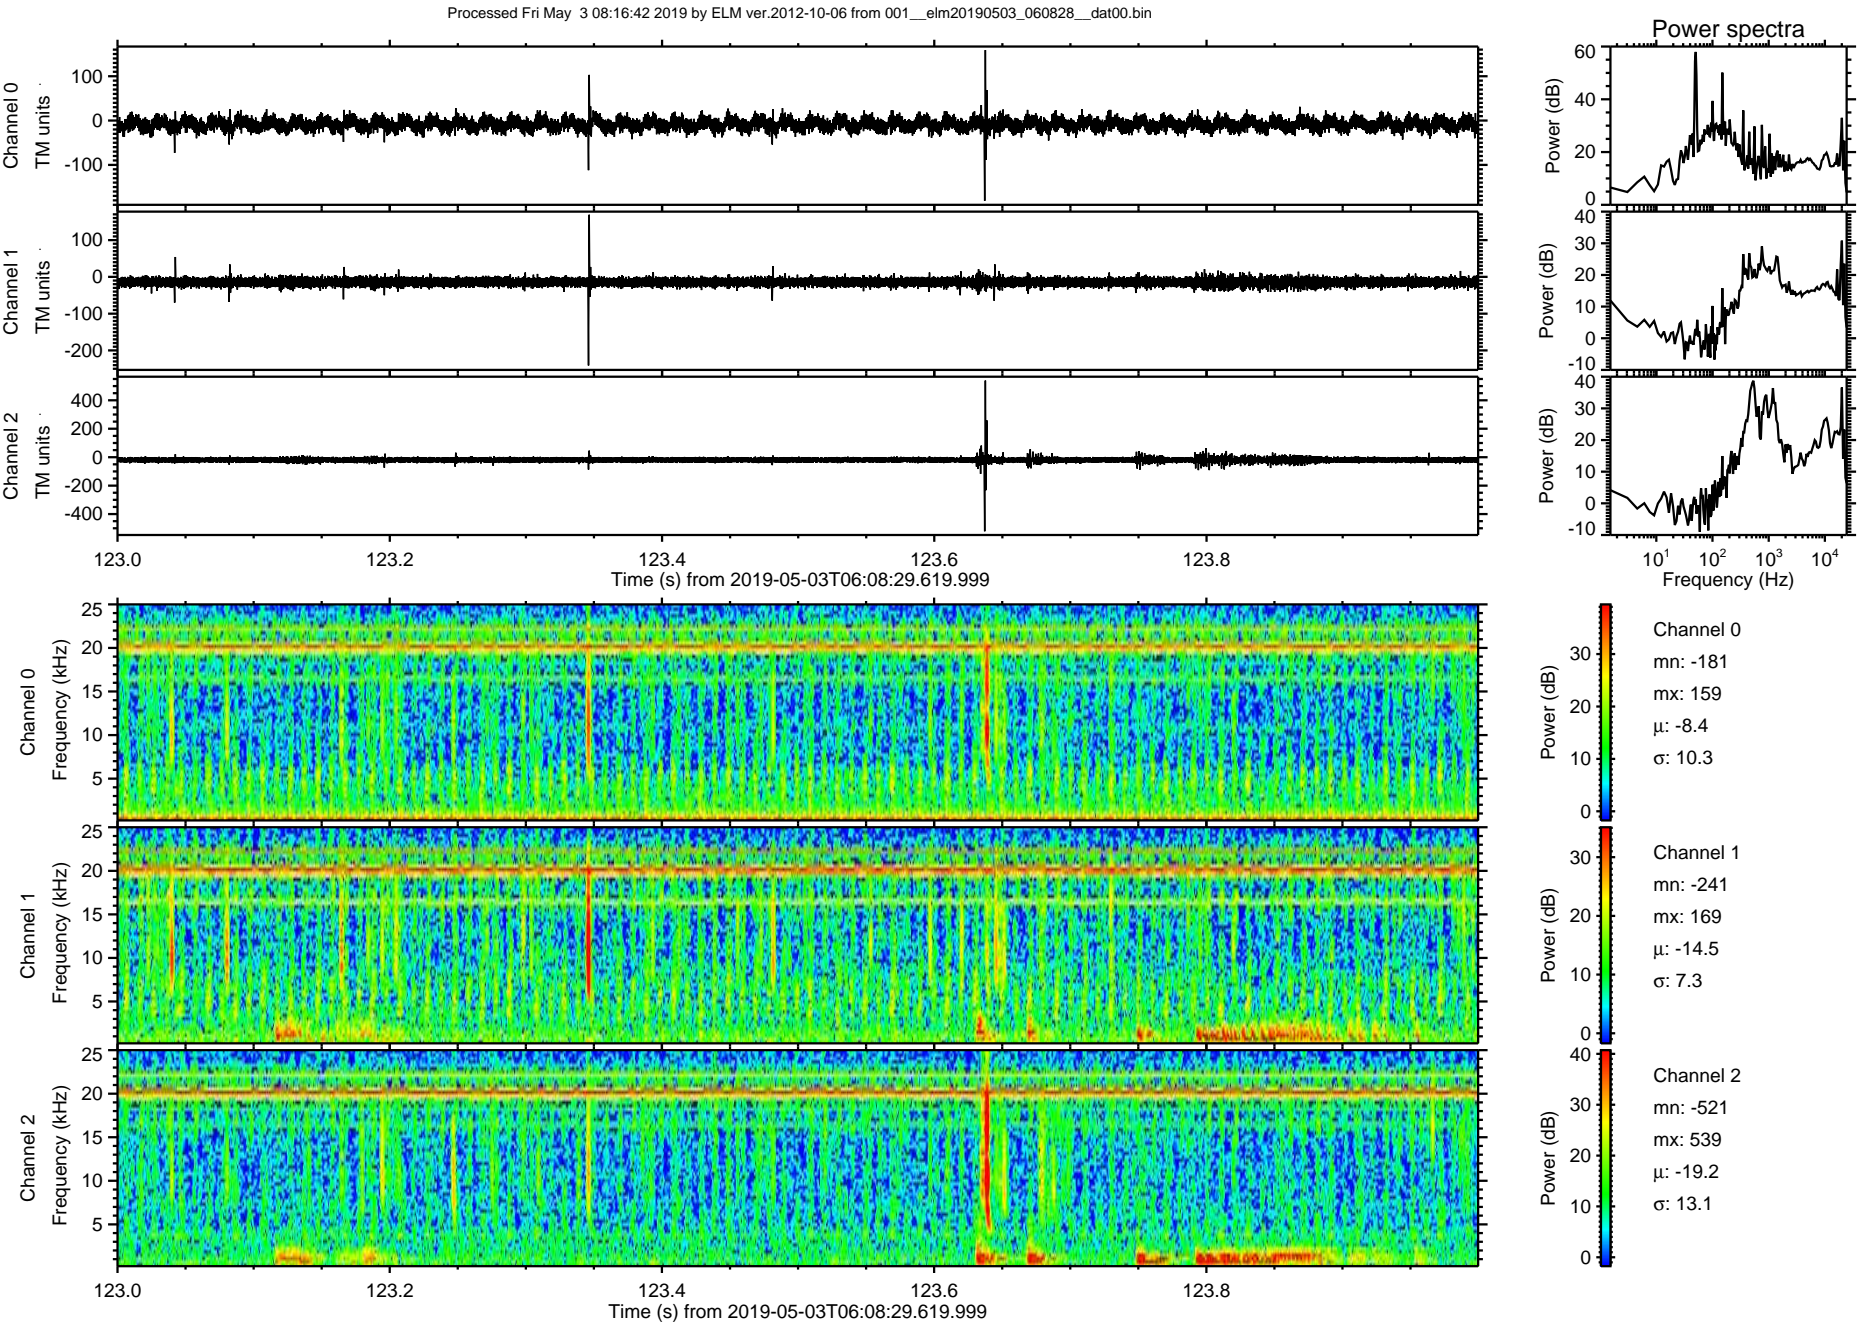 Processed Fri May  3 08:16:42 2019 by ELM ver.2012-10-06 from 001__elm20190503_060828__dat00.bin
Power spectra
Channel 0
TM units
100
0
-100
Power (dB)
60
40
20
0
Channel 1
TM units
100
0
-100
-200
Power (dB)
40
30
20
10
0
-10
Channel 2
TM units
400
200
0
-200
-400
Power (dB)
40
30
20
10
0
-10
123.0 123.2 123.4 123.6 123.8
Time (s) from 2019-05-03T06:08:29.619.999
10^1 10^2 10^3 10^4
Frequency (Hz)
Channel 0
Frequency (kHz)
25
20
15
10
5
Power (dB)
30
20
10
0
Channel 0
mn: -181
mx: 159
µ: -8.4
σ: 10.3
Channel 1
Frequency (kHz)
25
20
15
10
5
Power (dB)
30
20
10
0
Channel 1
mn: -241
mx: 169
µ: -14.5
σ: 7.3
Channel 2
Frequency (kHz)
25
20
15
10
5
Power (dB)
40
30
20
10
0
Channel 2
mn: -521
mx: 539
µ: -19.2
σ: 13.1
123.0 123.2 123.4 123.6 123.8
Time (s) from 2019-05-03T06:08:29.619.999